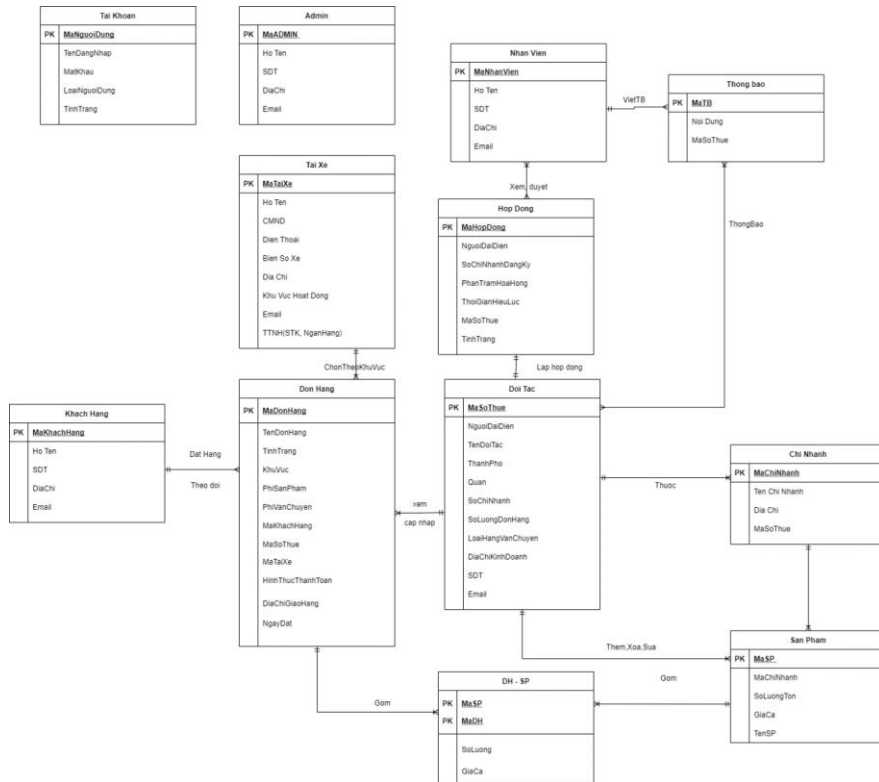 Tai Khoan
PK MaNguoiDung
TenDangNhap
MatKhau
LoaiNguoiDung
TinhTrang
Admin
PK MaADMIN
Ho Ten
SDT
DiaChi
Email
Nhan Vien
PK MaNhanVien
Ho Ten
SDT
DiaChi
Email
VietTB
Thong bao
PK MaTB
Noi Dung
MaSoThue
Tai Xe
PK MaTaiXe
Ho Ten
CMND
Dien Thoai
Bien So Xe
Dia Chi
Khu Vuc Hoat Dong
Email
TTNH(STK, NganHang)
Xem, duyet
Hop Dong
PK MaHopDong
NguoiDaiDien
SoChiNhanhDangKy
PhanTramHoaHong
ThoiGianHieuLuc
MaSoThue
TinhTrang
ThongBao
ChonTheoKhuVuc
Lap hop dong
Khach Hang
PK MaKhachHang
Ho Ten
SDT
DiaChi
Email
Dat Hang
Theo doi
Don Hang
PK MaDonHang
TenDonHang
TinhTrang
KhuVuc
PhiSanPham
PhiVanChuyen
MaKhachHang
MaSoThue
MaTaiXe
HinhThucThanhToan
DiaChiGiaoHang
NgayDat
xem
cap nhap
Doi Tac
PK MaSoThue
NguoiDaiDien
TenDoiTac
ThanhPho
Quan
SoChiNhanh
SoLuongDonHang
LoaiHangVanChuyen
DiaChiKinhDoanh
SDT
Email
Thuoc
Chi Nhanh
PK MaChiNhanh
Ten Chi Nhanh
Dia Chi
MaSoThue
Them,Xoa,Sua
San Pham
PK MaSP
MaChiNhanh
SoLuongTon
GiaCa
TenSP
Gom
DH - SP
PK MaSP
PK MaDH
SoLuong
GiaCa
Gom